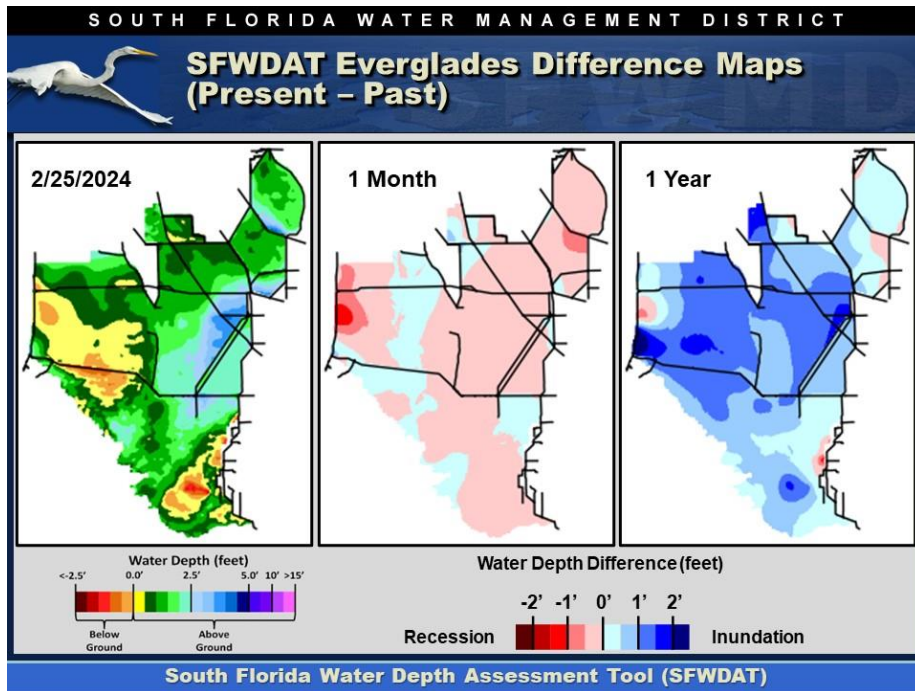 SOUTH FLORIDA WATER MANAGEMENT DISTRICT
SFWDAT Everglades Difference Maps
(Present – Past)
2/25/2024
1 Month
1 Year
Water Depth (feet)
<-2.5' 0.0' 2.5' 5.0' 10' >15'
Below
Ground
Above
Ground
Water Depth Difference (feet)
-2' -1' 0' 1' 2'
Recession
Inundation
South Florida Water Depth Assessment Tool (SFWDAT)